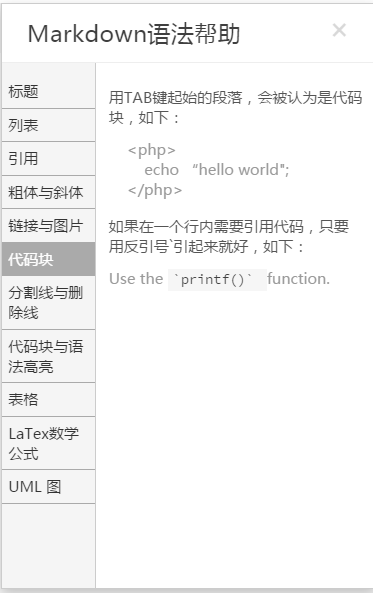 Markdown语法帮助
×
标题
列表
引用
粗体与斜体
链接与图片
代码块
分割线与删
除线
代码块与语
法高亮
表格
LaTex数学
公式
UML 图
用TAB键起始的段落，会被认为是代码
块，如下：
<php>
echo “hello world";
</php>
如果在一个行内需要引用代码，只要
用反引号`引起来就好，如下：
Use the `printf()` function.